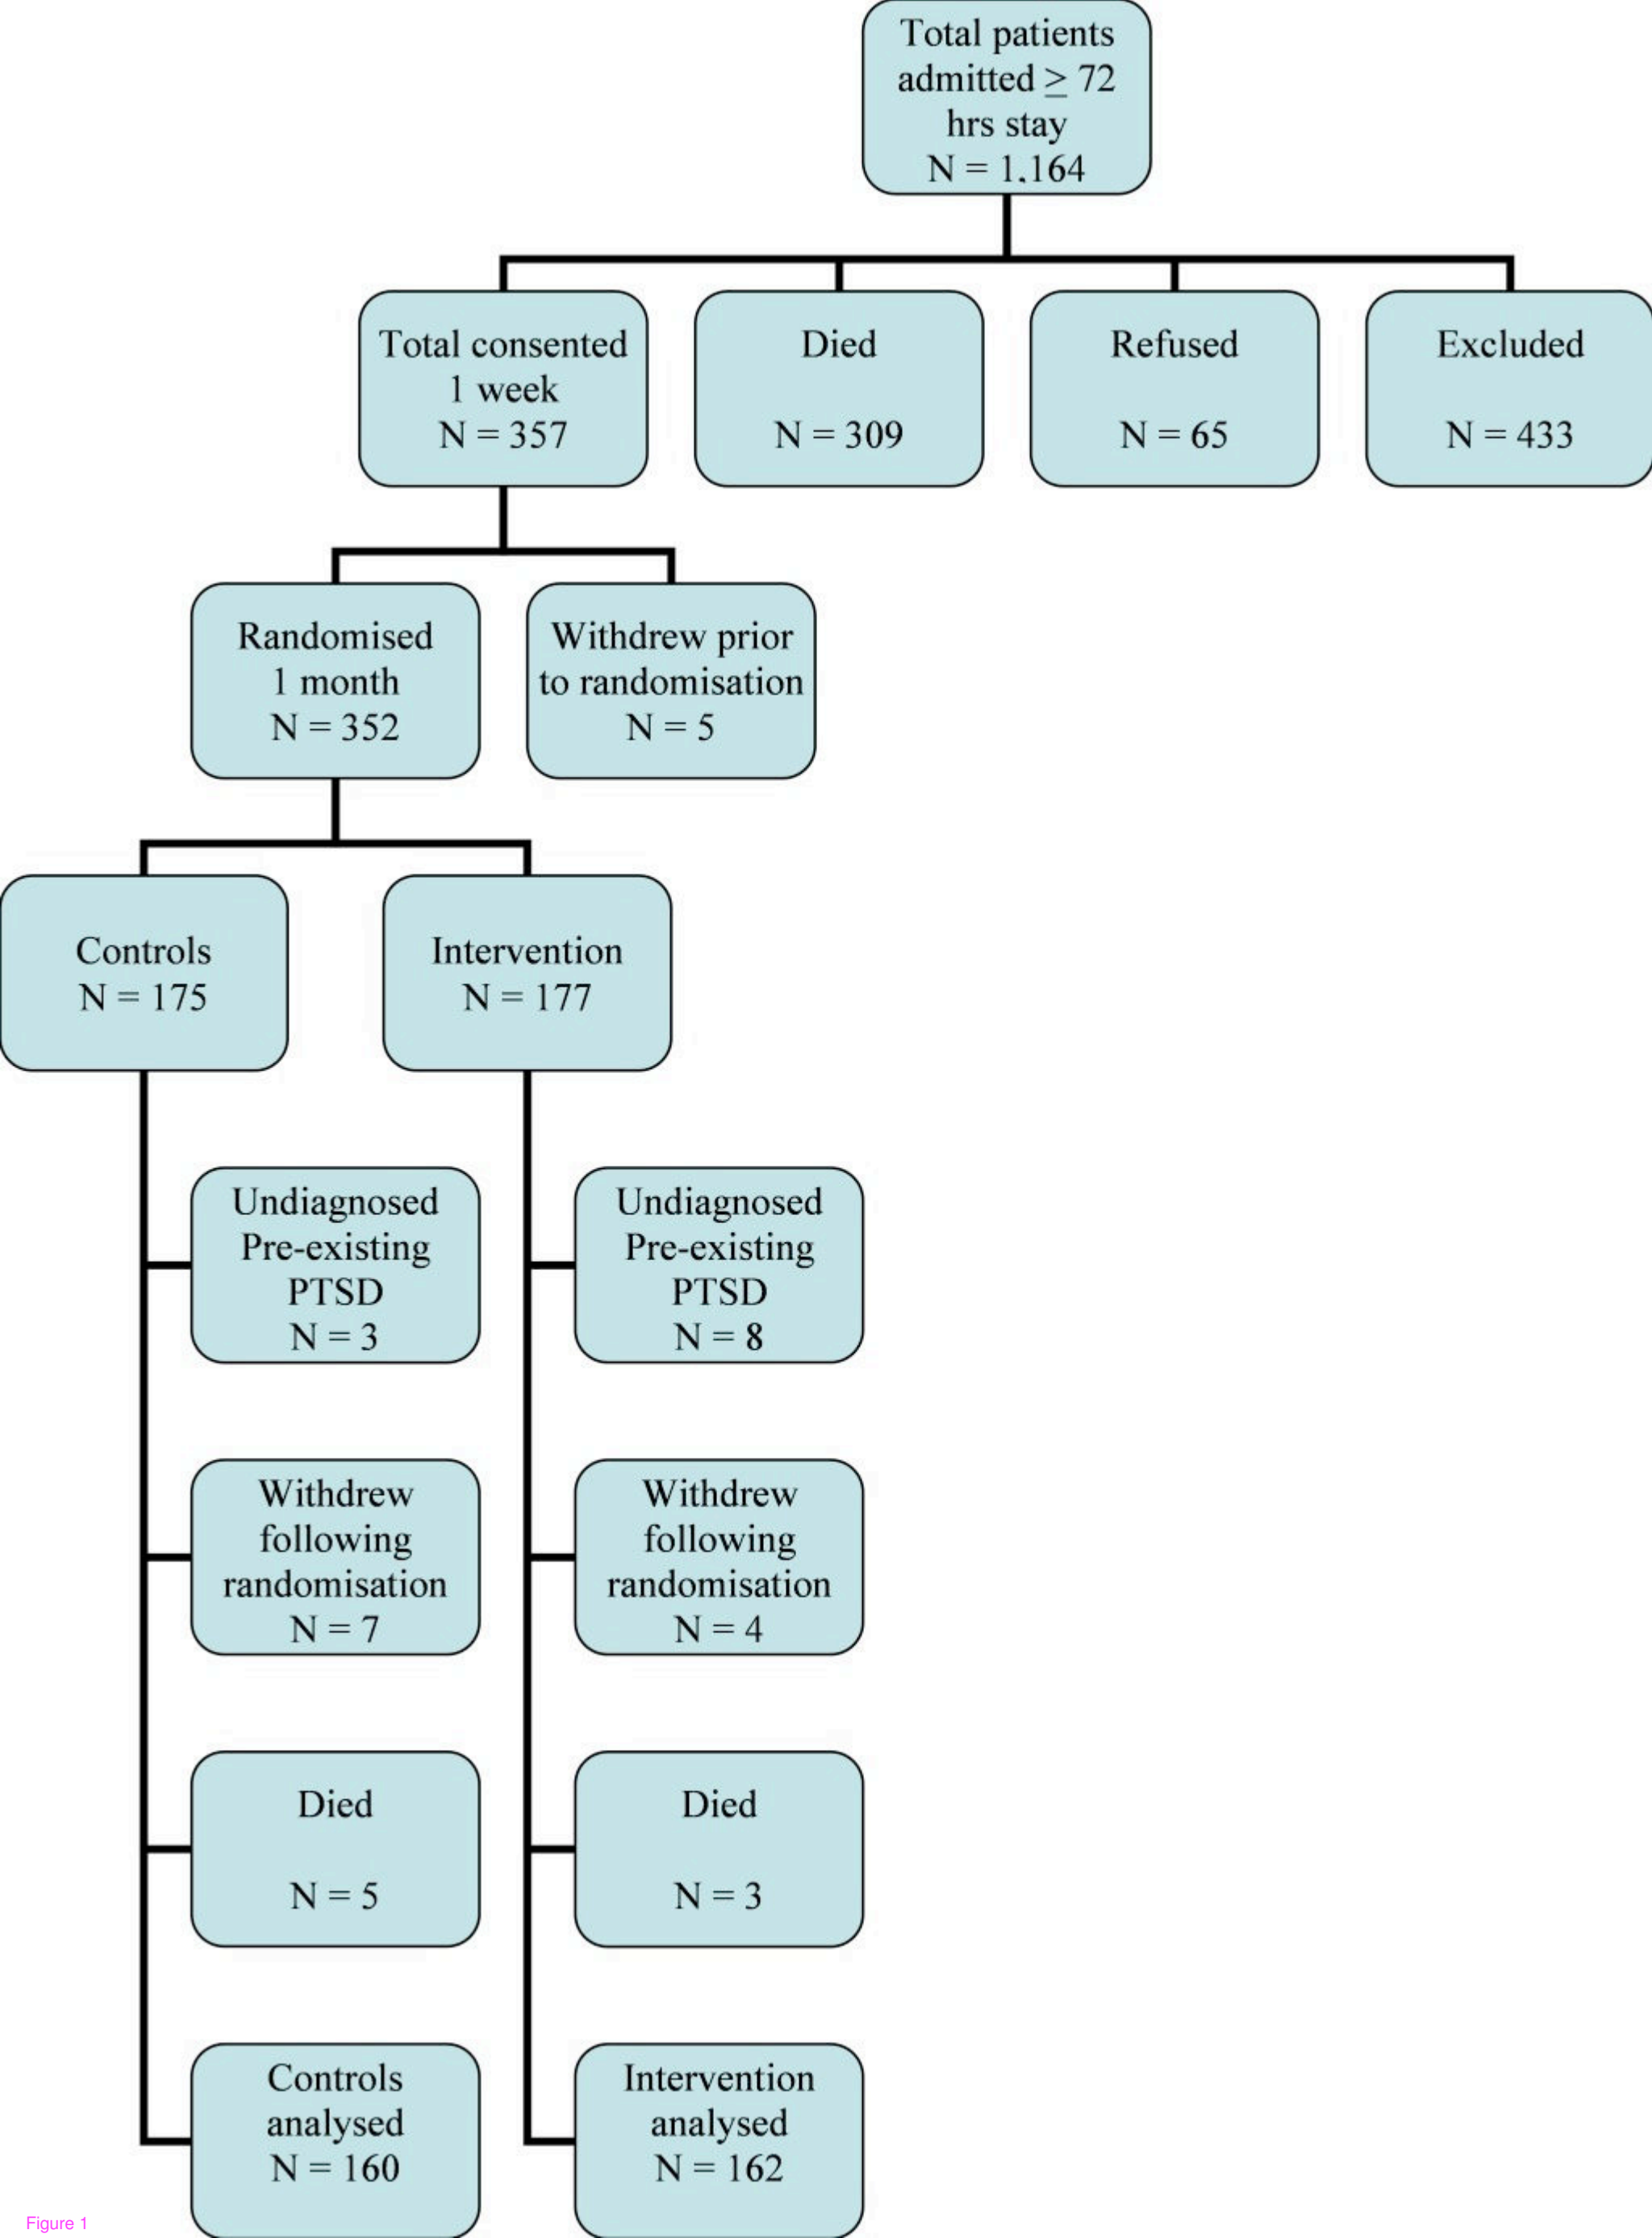 Total patients
admitted ≥ 72
hrs stay
N = 1,164
Total consented
1 week
N = 357
Died
N = 309
Refused
N = 65
Excluded
N = 433
Randomised
1 month
N = 352
Withdrew prior
to randomisation
N = 5
Controls
N = 175
Intervention
N = 177
Undiagnosed
Pre-existing
PTSD
N = 3
Undiagnosed
Pre-existing
PTSD
N = 8
Withdrew
following
randomisation
N = 7
Withdrew
following
randomisation
N = 4
Died
N = 5
Died
N = 3
Controls
analysed
N = 160
Intervention
analysed
N = 162
Figure 1